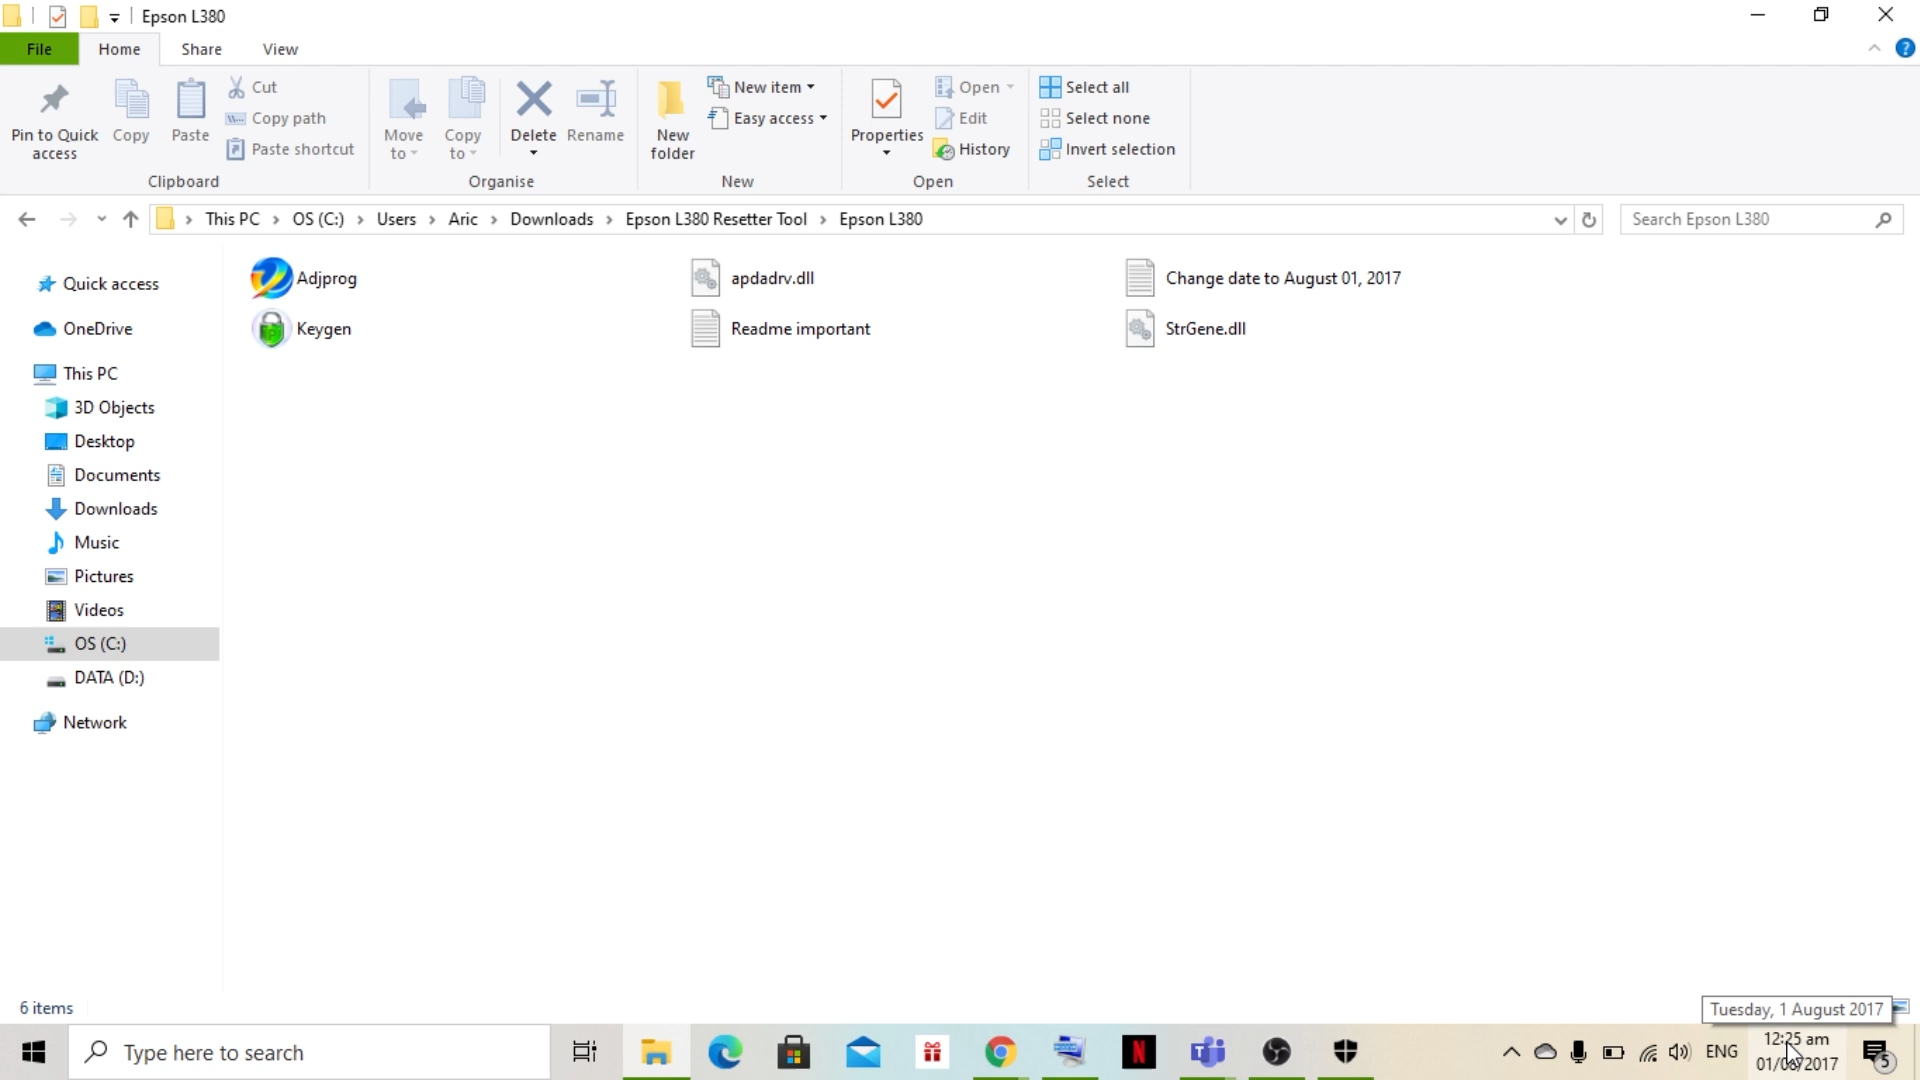 Epson L380
File Home Share View
Pin to Quick access
Copy
Paste
Cut
Copy path
Paste shortcut
Clipboard
Move to
Copy to
Delete
Rename
Organise
New folder
New item
Easy access
New
Properties
Open
Edit
History
Open
Select all
Select none
Invert selection
Select
This PC > OS (C:) > Users > Aric > Downloads > Epson L380 Resetter Tool > Epson L380
Search Epson L380
Quick access
OneDrive
This PC
3D Objects
Desktop
Documents
Downloads
Music
Pictures
Videos
OS (C:)
DATA (D:)
Network
Adjprog
apdadrv.dll
Change date to August 01, 2017
Keygen
Readme important
StrGene.dll
6 items
Tuesday, 1 August 2017
Type here to search
ENG
12:25 am
01/08/2017
5